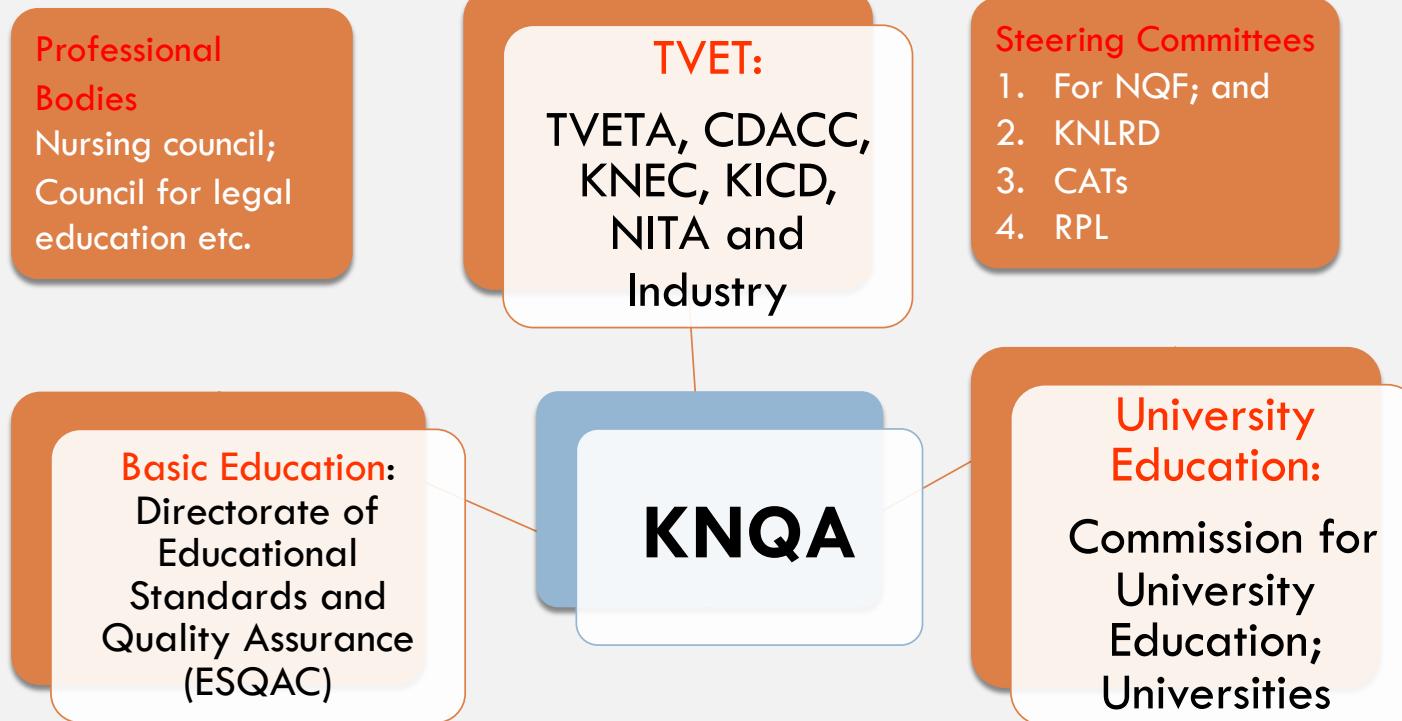 Professional
Bodies
Nursing council;
Council for legal
education etc.
TVET:
TVETA, CDACC,
KNEC, KICD,
NITA and
Industry
Steering Committees
1. For NQF; and
2. KNLRD
3. CATs
4. RPL
Basic Education:
Directorate of
Educational
Standards and
Quality Assurance
(ESQAC)
KNQA
University
Education:
Commission for
University
Education;
Universities